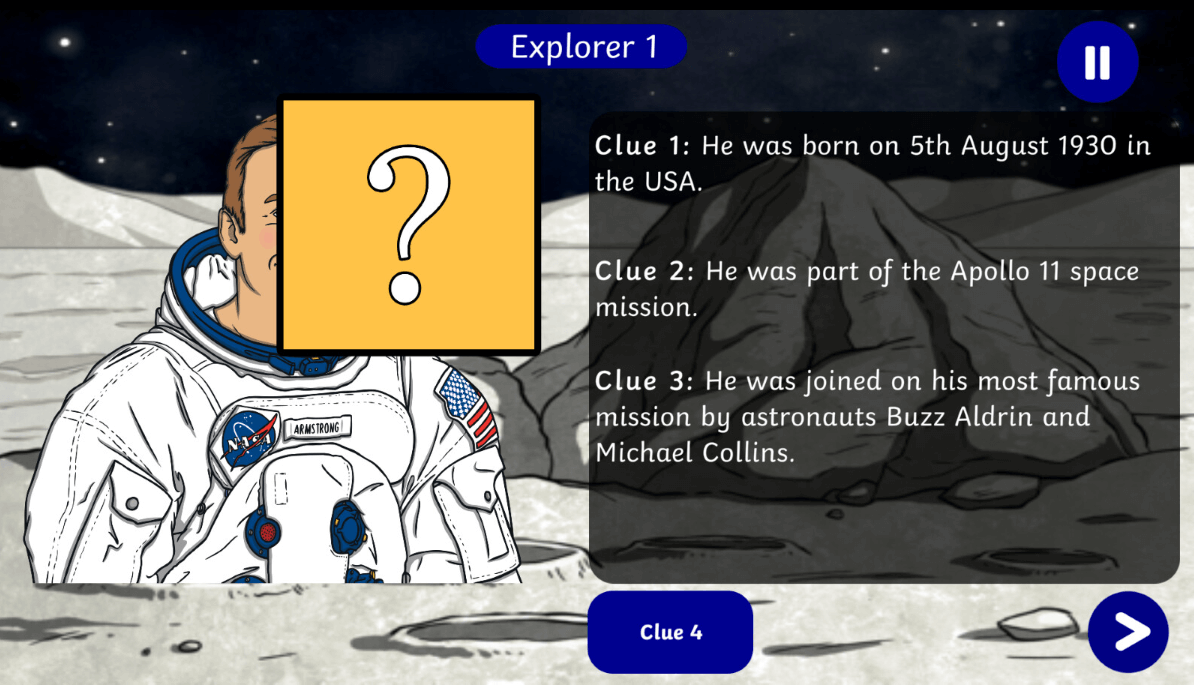 Explorer 1
?
Clue 1: He was born on 5th August 1930 in
the USA.
Clue 2: He was part of the Apollo 11 space
mission.
Clue 3: He was joined on his most famous
mission by astronauts Buzz Aldrin and
Michael Collins.
NASA
ARMSTRONG
Clue 4